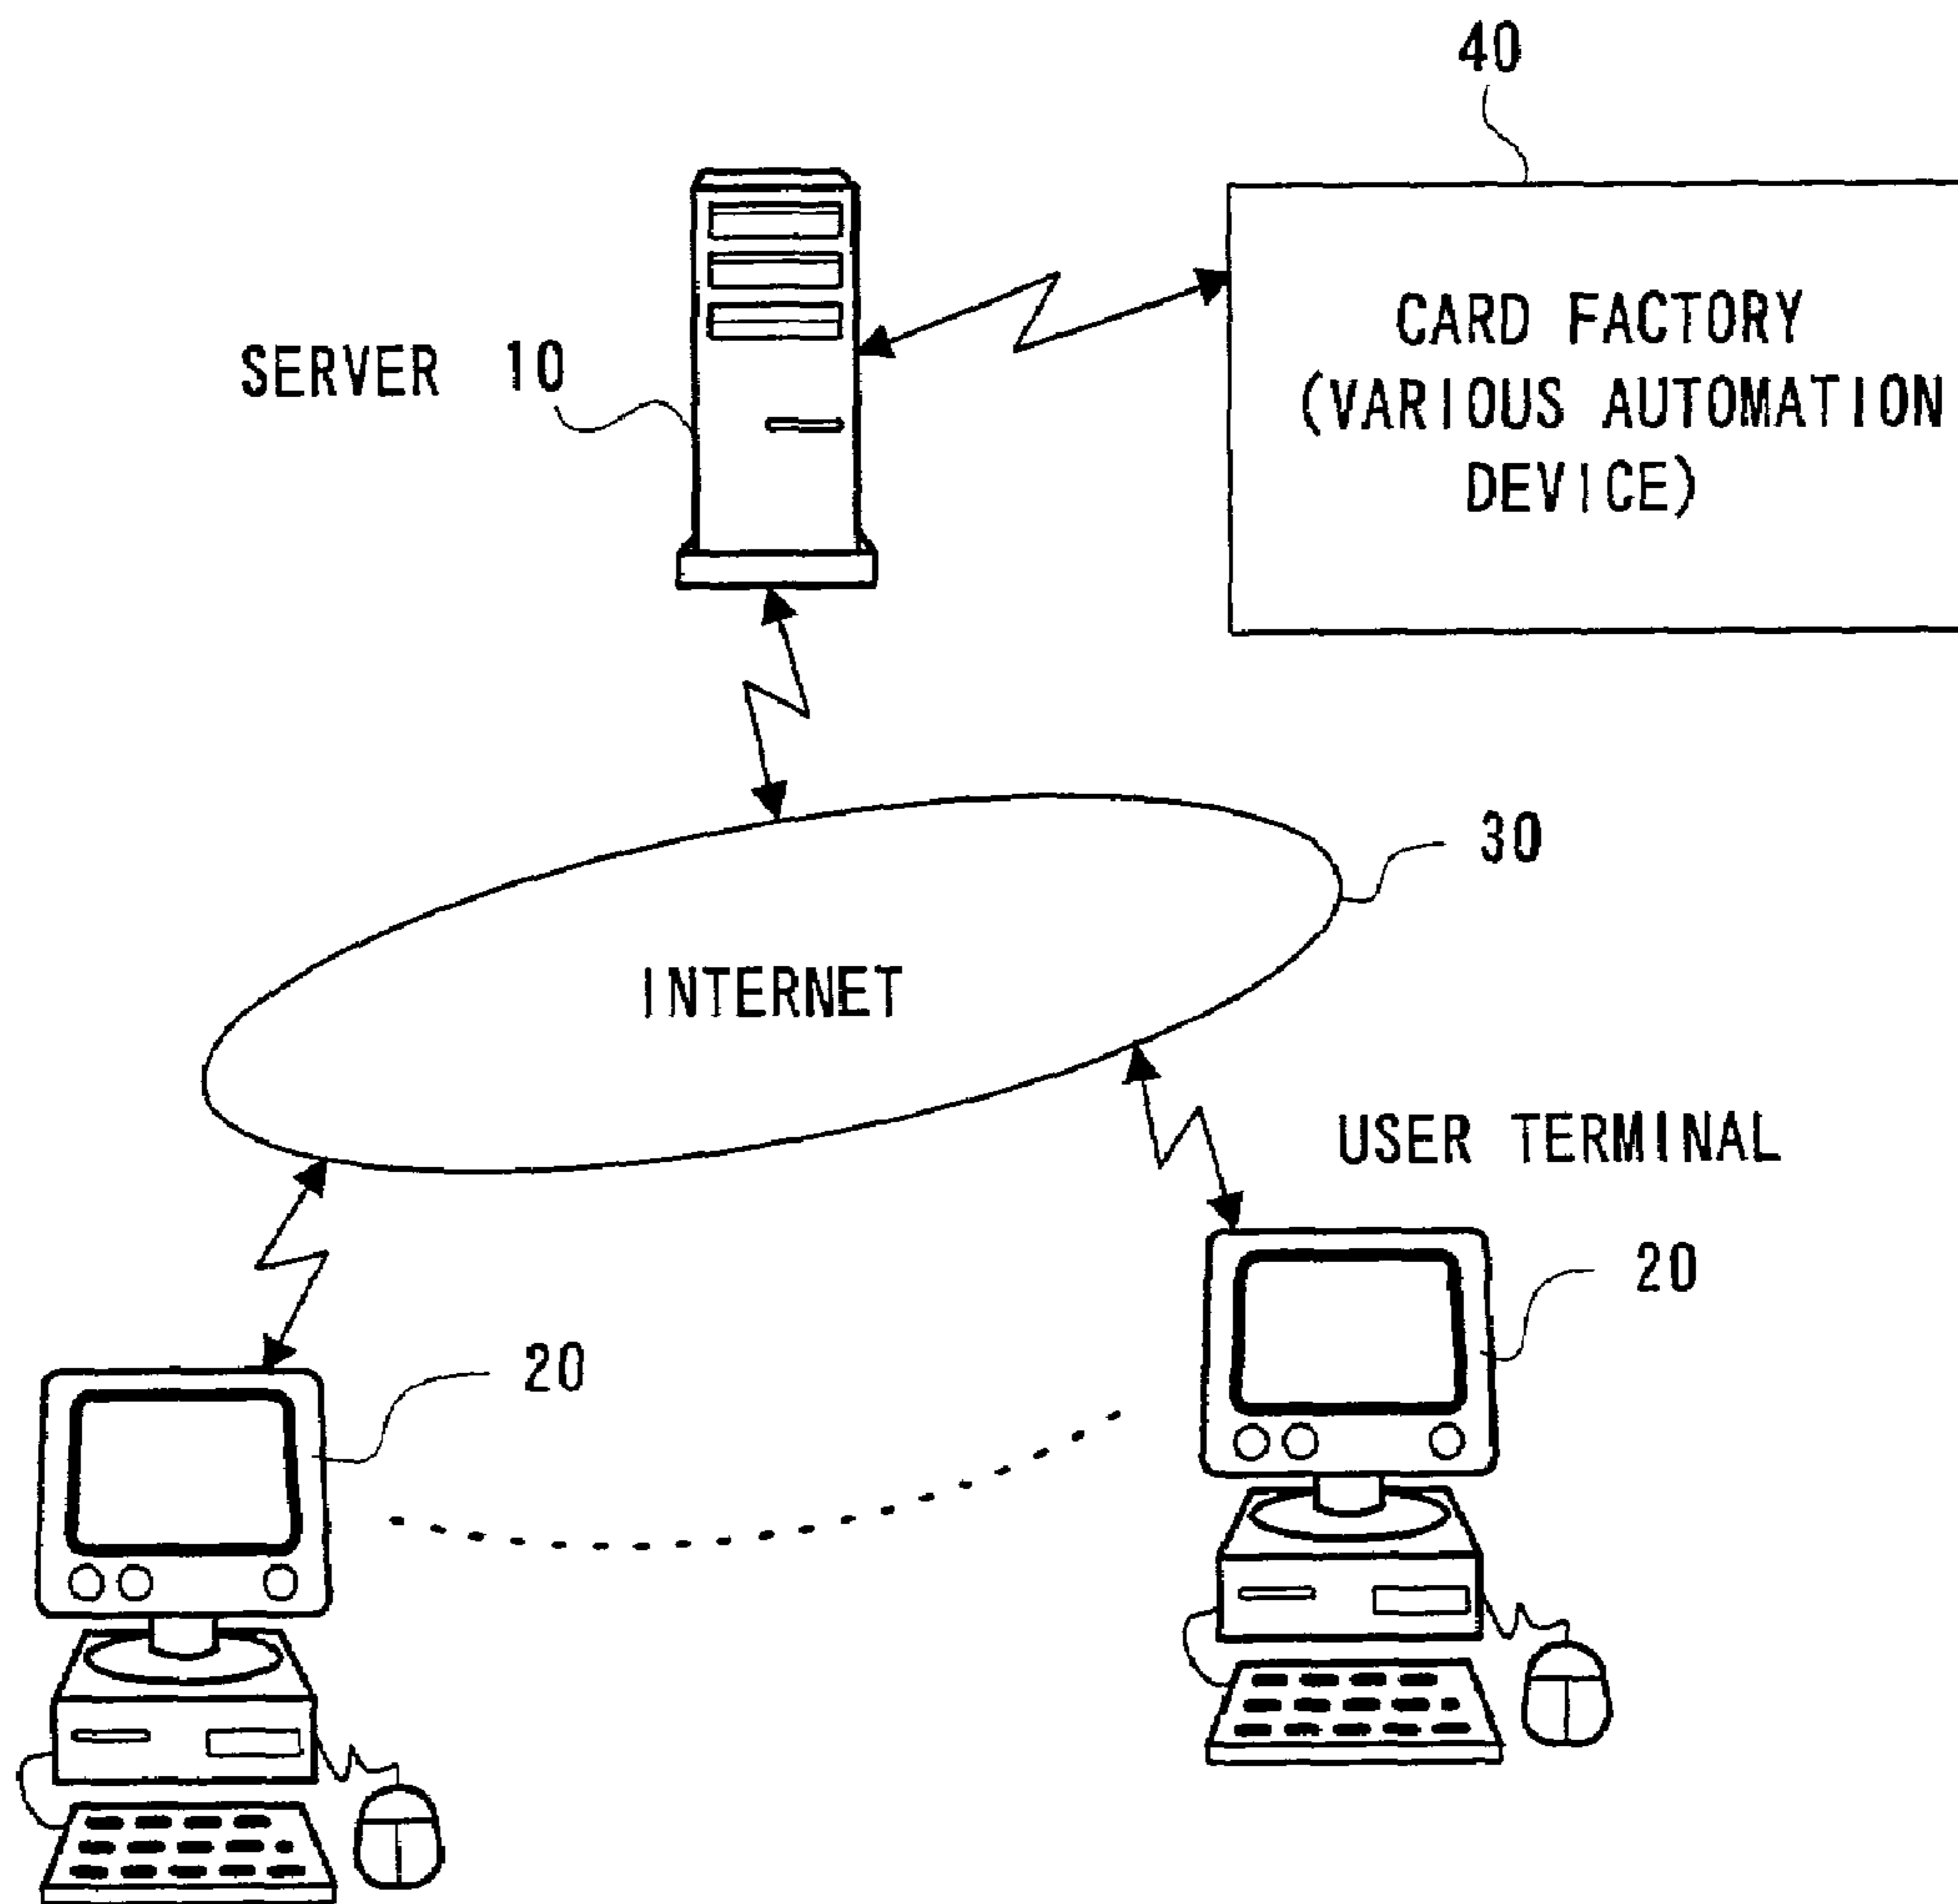 40
SERVER 10
CARD FACTORY
(VARIOUS AUTOMATION
DEVICE)
30
INTERNET
USER TERMINAL
20
20